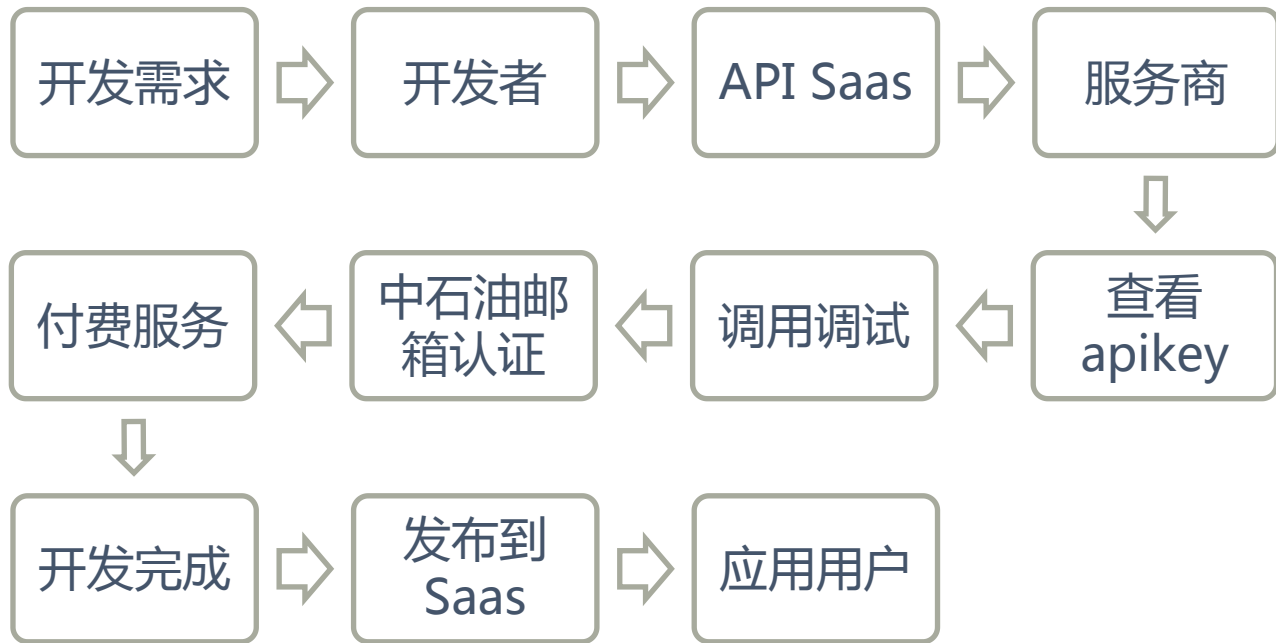 开发需求
开发者
API Saas
服务商
查看
apikey
调用调试
中石油邮
箱认证
付费服务
开发完成
发布到
Saas
应用用户